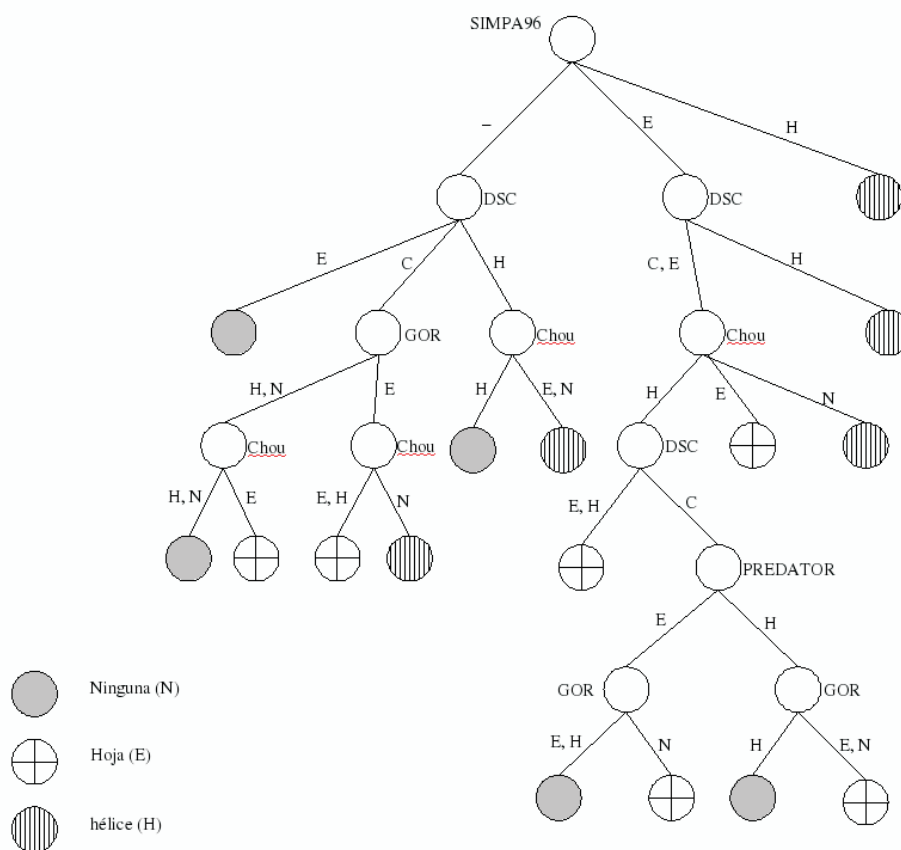 SIMPA96
– E H
DSC DSC
E C H C, E H
GOR Chou Chou
H, N E H E, N H E N
Chou Chou DSC
H, N E E, H N E, H C
PREDATOR
E H
Ninguna (N) GOR GOR
E, H N H E, N
Hoja (E)
hélice (H)